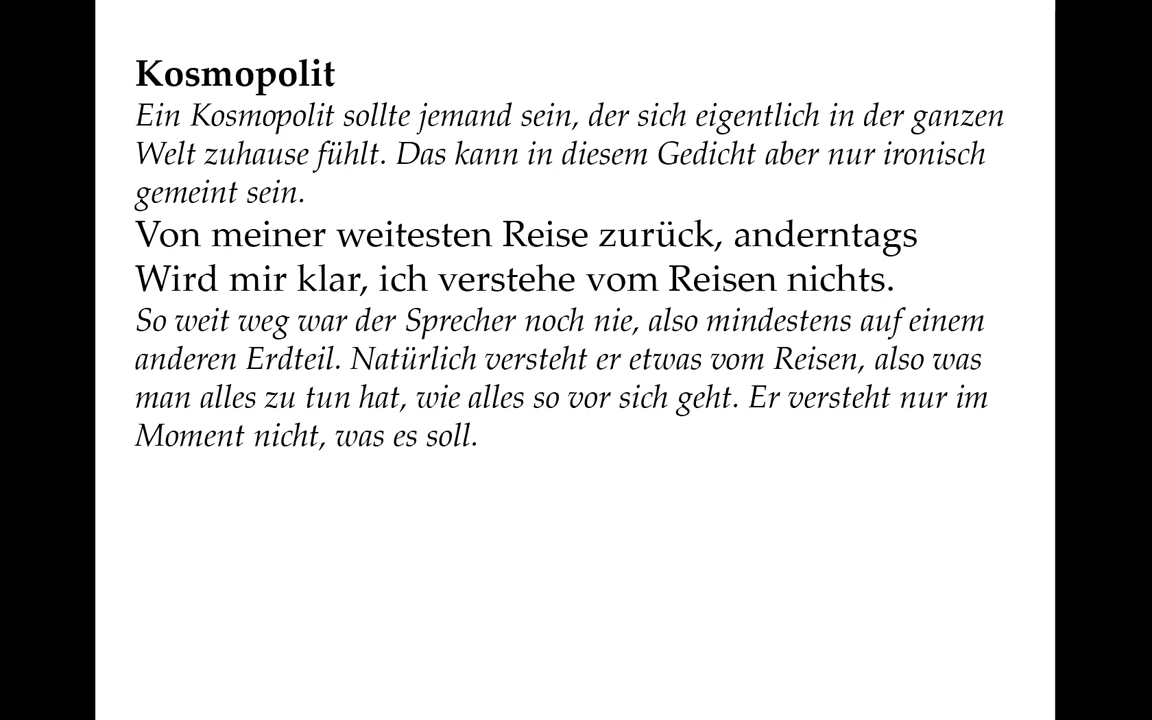 Kosmopolit
Ein Kosmopolit sollte jemand sein, der sich eigentlich in der ganzen
Welt zuhause fühlt. Das kann in diesem Gedicht aber nur ironisch
gemeint sein.
Von meiner weitesten Reise zurück, anderntags
Wird mir klar, ich verstehe vom Reisen nichts.
So weit weg war der Sprecher noch nie, also mindestens auf einem
anderen Erdteil. Natürlich versteht er etwas vom Reisen, also was
man alles zu tun hat, wie alles so vor sich geht. Er versteht nur im
Moment nicht, was es soll.